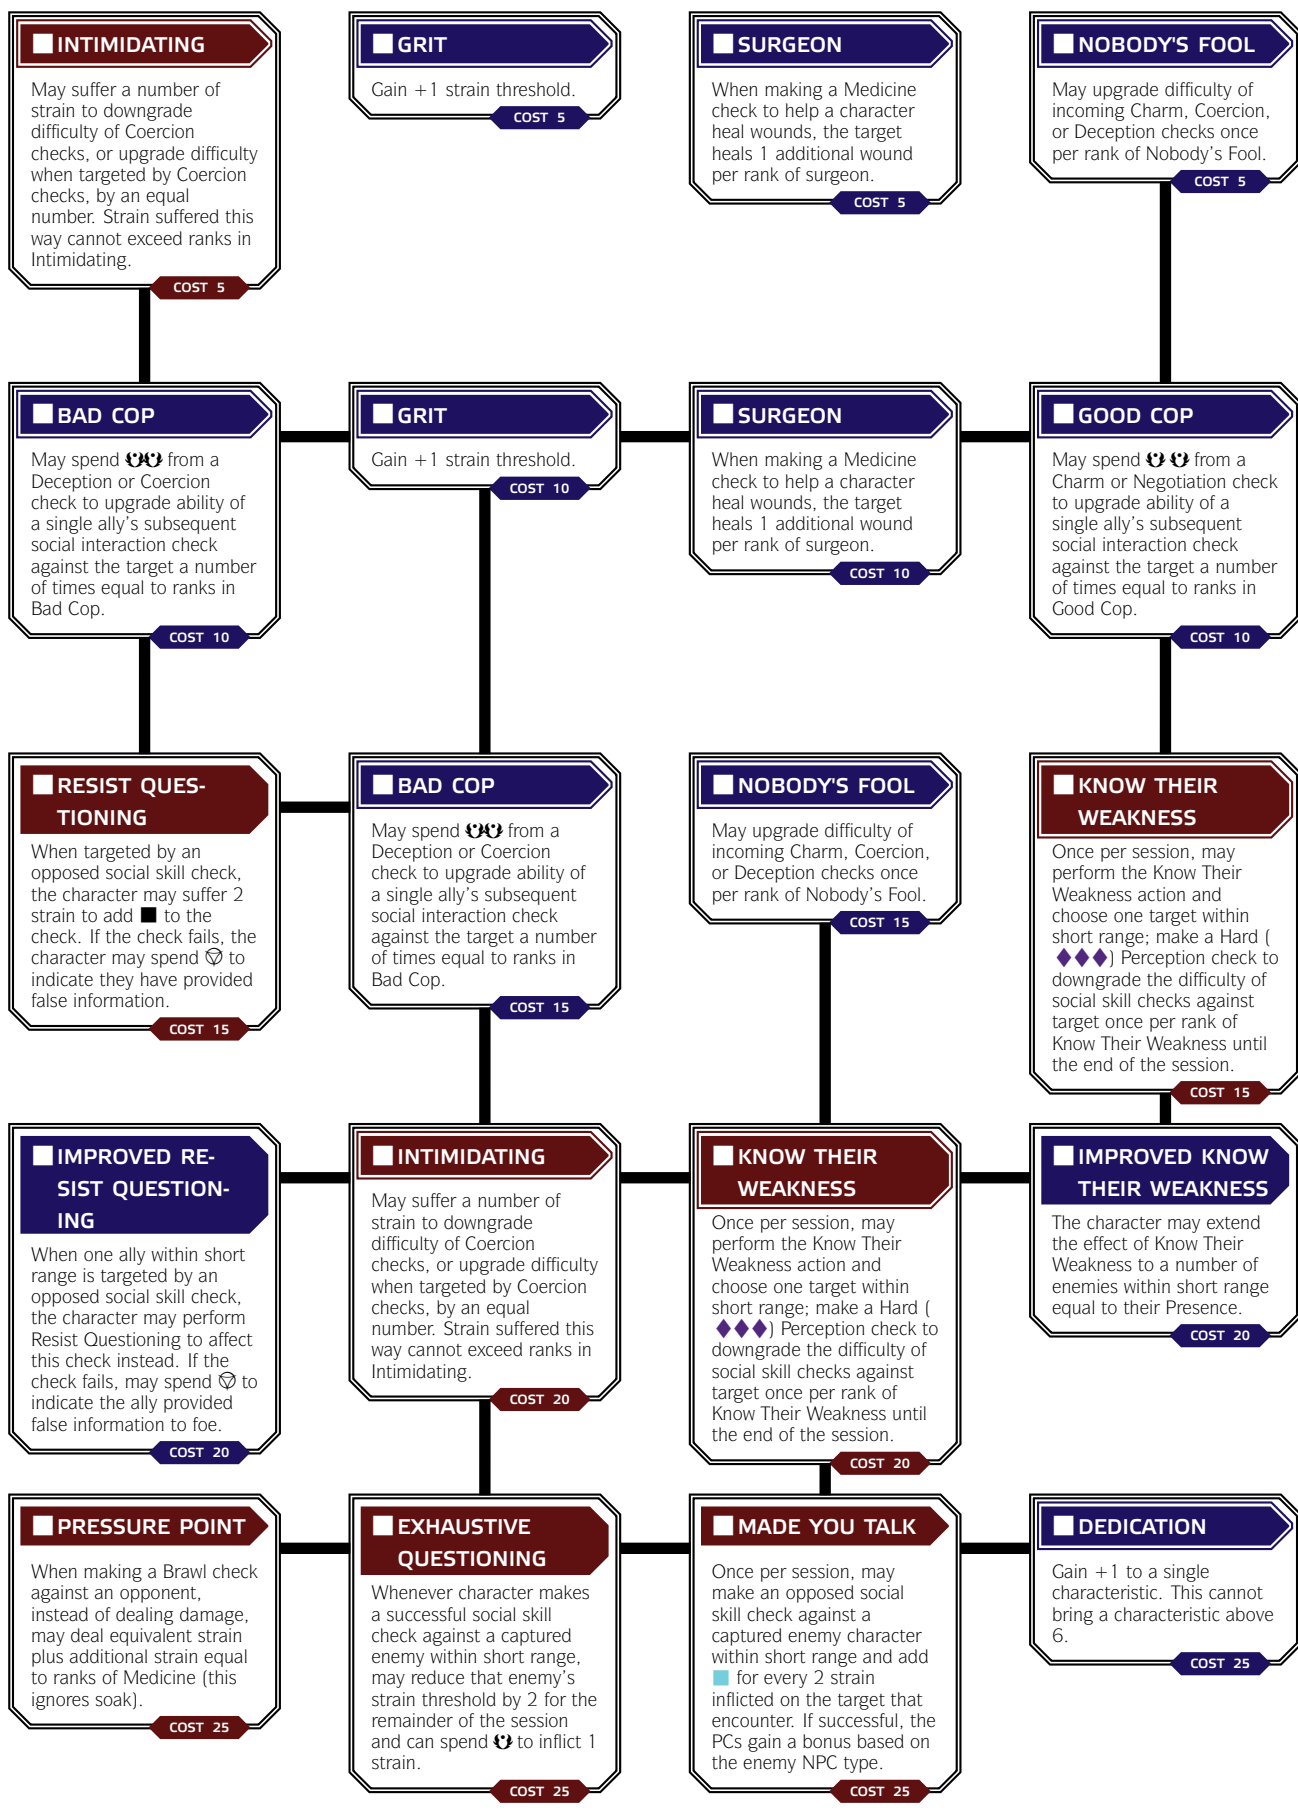 INTIMIDATING
May suffer a number of
strain to downgrade
difficulty of Coercion
checks, or upgrade difficulty
when targeted by Coercion
checks, by an equal
number. Strain suffered this
way cannot exceed ranks in
Intimidating.
COST 5
GRIT
Gain +1 strain threshold.
COST 5
SURGEON
When making a Medicine
check to help a character
heal wounds, the target
heals 1 additional wound
per rank of surgeon.
COST 5
NOBODY'S FOOL
May upgrade difficulty of
incoming Charm, Coercion,
or Deception checks once
per rank of Nobody's Fool.
COST 5
BAD COP
May spend from a
Deception or Coercion
check to upgrade ability of
a single ally's subsequent
social interaction check
against the target a number
of times equal to ranks in
Bad Cop.
COST 10
GRIT
Gain +1 strain threshold.
COST 10
SURGEON
When making a Medicine
check to help a character
heal wounds, the target
heals 1 additional wound
per rank of surgeon.
COST 10
GOOD COP
May spend from a
Charm or Negotiation check
to upgrade ability of a
single ally's subsequent
social interaction check
against the target a number
of times equal to ranks in
Good Cop.
COST 10
RESIST QUES-
TIONING
When targeted by an
opposed social skill check,
the character may suffer 2
strain to add ■ to the
check. If the check fails, the
character may spend to
indicate they have provided
false information.
COST 15
BAD COP
May spend from a
Deception or Coercion
check to upgrade ability of
a single ally's subsequent
social interaction check
against the target a number
of times equal to ranks in
Bad Cop.
COST 15
NOBODY'S FOOL
May upgrade difficulty of
incoming Charm, Coercion,
or Deception checks once
per rank of Nobody's Fool.
COST 15
KNOW THEIR
WEAKNESS
Once per session, may
perform the Know Their
Weakness action and
choose one target within
short range; make a Hard (
◆◆◆) Perception check to
downgrade the difficulty of
social skill checks against
target once per rank of
Know Their Weakness until
the end of the session.
COST 15
IMPROVED RE-
SIST QUESTION-
ING
When one ally within short
range is targeted by an
opposed social skill check,
the character may perform
Resist Questioning to affect
this check instead. If the
check fails, may spend to
indicate the ally provided
false information to foe.
COST 20
INTIMIDATING
May suffer a number of
strain to downgrade
difficulty of Coercion
checks, or upgrade difficulty
when targeted by Coercion
checks, by an equal
number. Strain suffered this
way cannot exceed ranks in
Intimidating.
COST 20
KNOW THEIR
WEAKNESS
Once per session, may
perform the Know Their
Weakness action and
choose one target within
short range; make a Hard (
◆◆◆) Perception check to
downgrade the difficulty of
social skill checks against
target once per rank of
Know Their Weakness until
the end of the session.
COST 20
IMPROVED KNOW
THEIR WEAKNESS
The character may extend
the effect of Know Their
Weakness to a number of
enemies within short range
equal to their Presence.
COST 20
PRESSURE POINT
When making a Brawl check
against an opponent,
instead of dealing damage,
may deal equivalent strain
plus additional strain equal
to ranks of Medicine (this
ignores soak).
COST 25
EXHAUSTIVE
QUESTIONING
Whenever character makes
a successful social skill
check against a captured
enemy within short range,
may reduce that enemy's
strain threshold by 2 for the
remainder of the session
and can spend to inflict 1
strain.
COST 25
MADE YOU TALK
Once per session, may
make an opposed social
skill check against a
captured enemy character
within short range and add
■ for every 2 strain
inflicted on the target that
encounter. If successful, the
PCs gain a bonus based on
the enemy NPC type.
COST 25
DEDICATION
Gain +1 to a single
characteristic. This cannot
bring a characteristic above
6.
COST 25